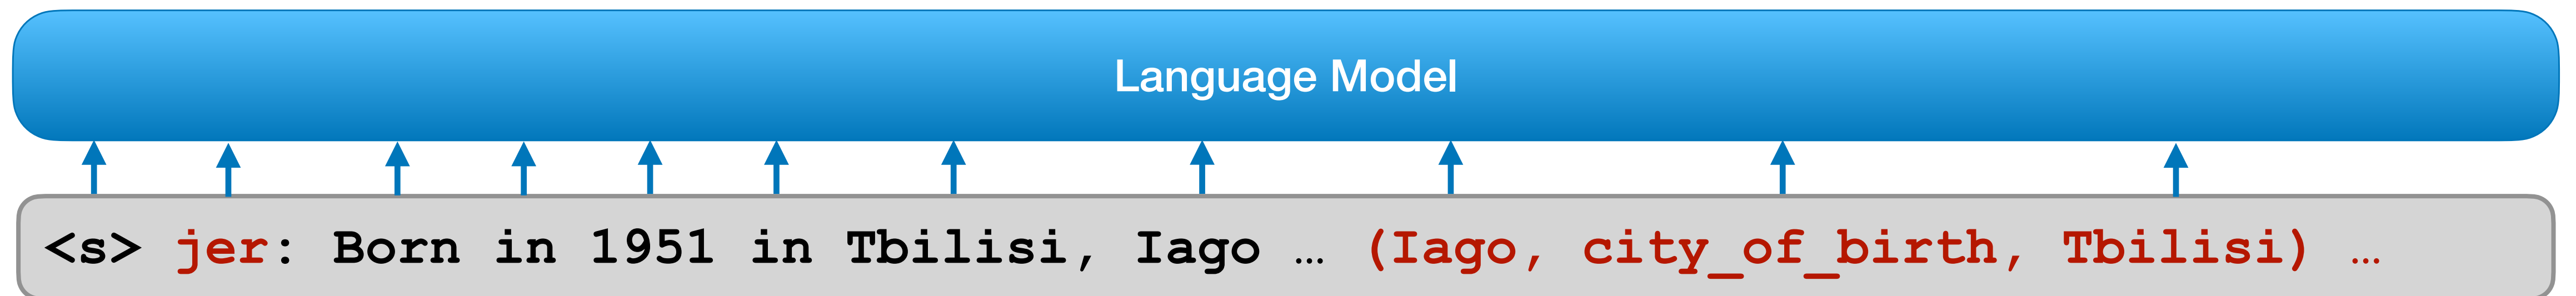 Language Model
<s> jer: Born in 1951 in Tbilisi, Iago … (Iago, city_of_birth, Tbilisi) …